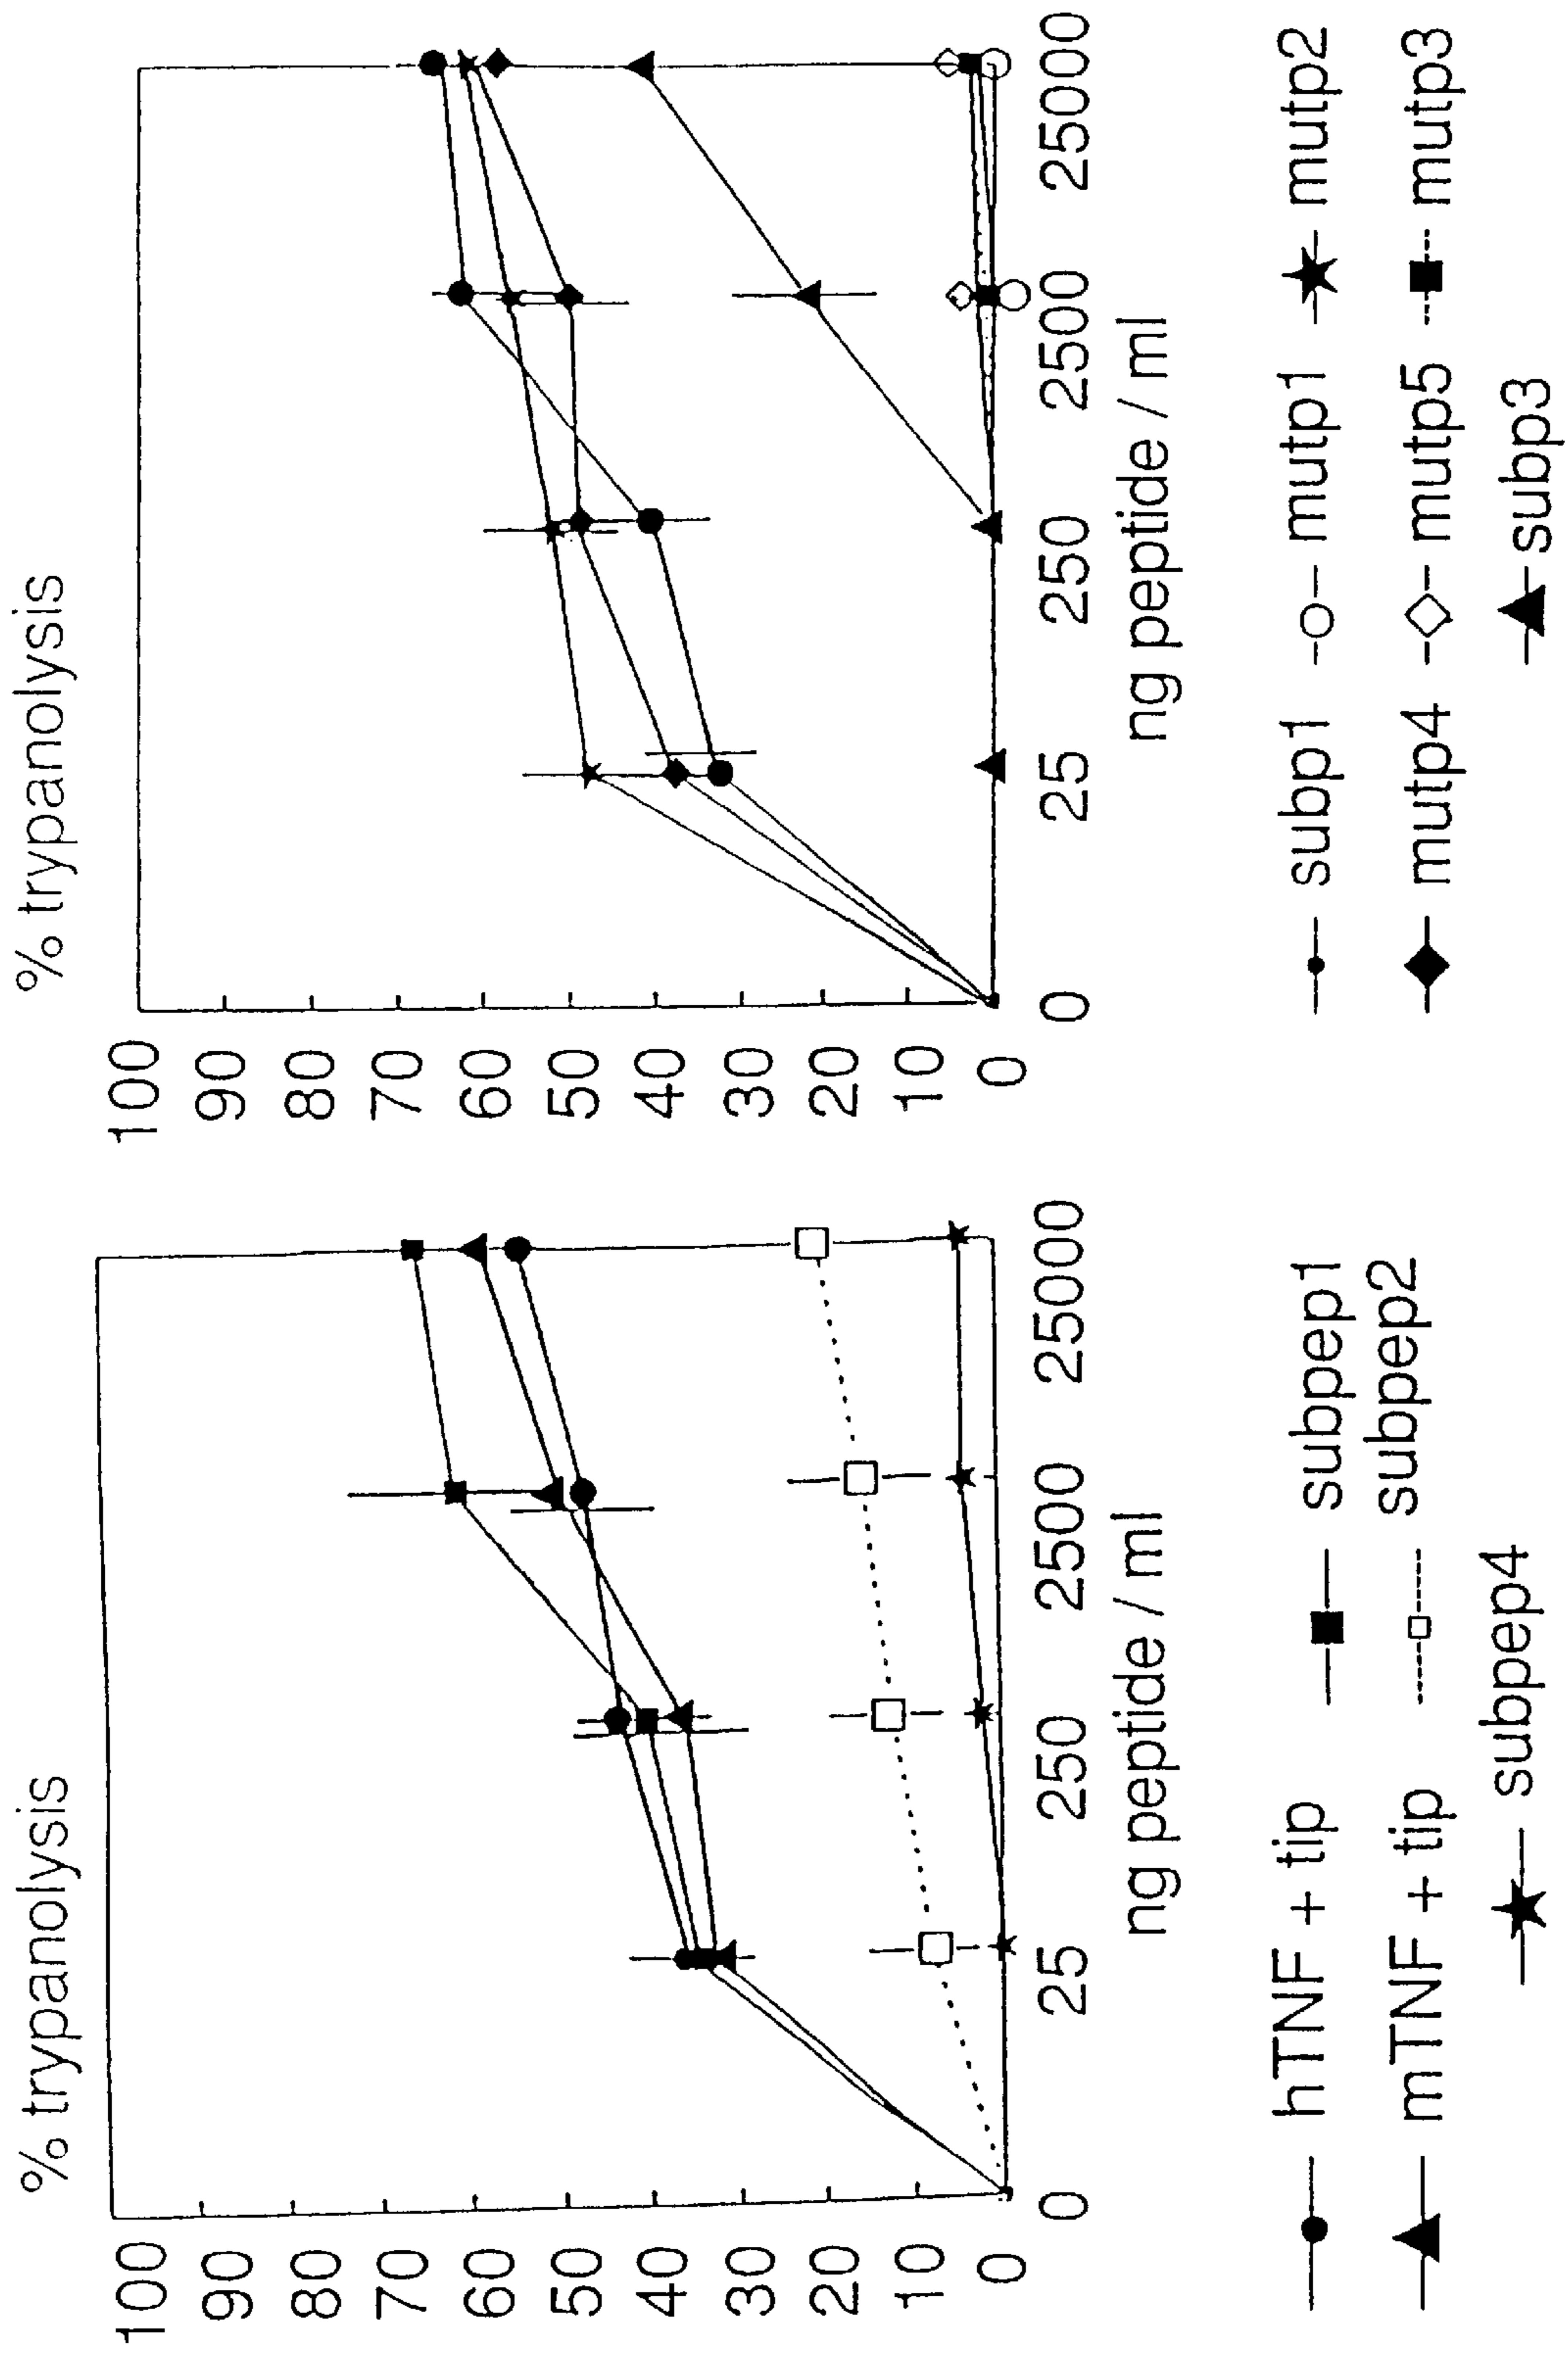 % trypanolysis
100
90
80
70
60
50
40
30
20
10
0
0 25 250 2500 25000
ng peptide / ml
hTNF + tip subpep1
mTNF + tip subpep2
subpep4
% trypanolysis
100
90
80
70
60
50
40
30
20
10
0
0 25 250 2500 25000
ng peptide / ml
subp1 mutp1 mutp2
mutp4 mutp5 mutp3
subp3